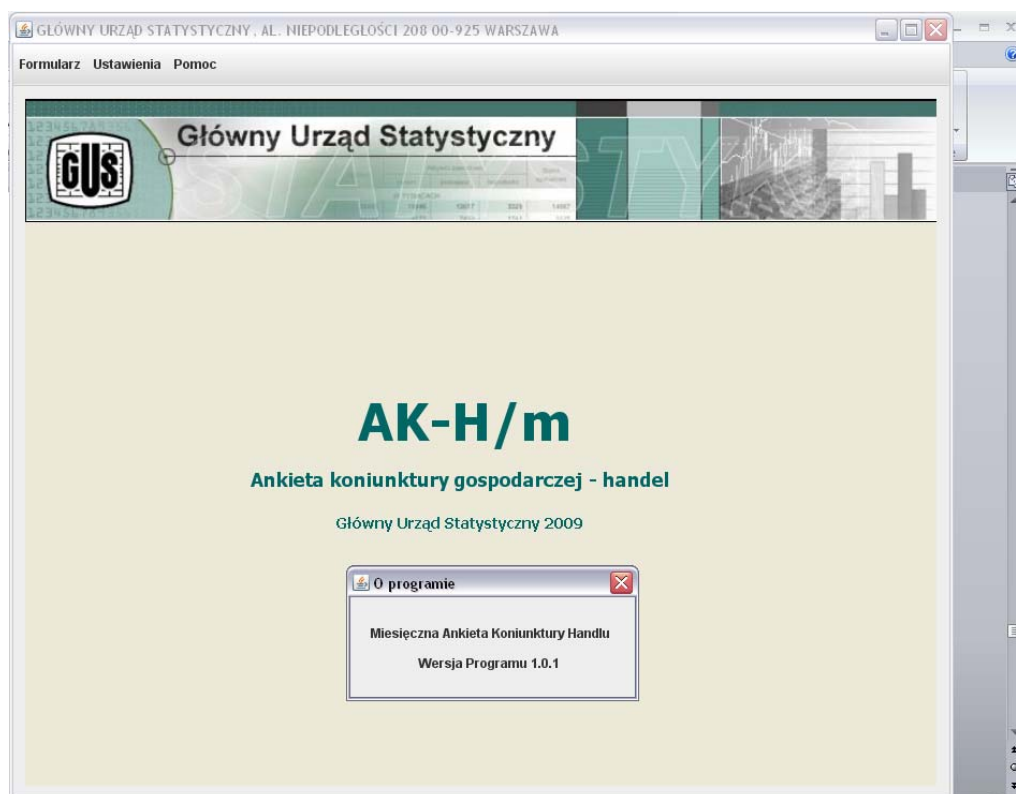 GŁÓWNY URZĄD STATYSTYCZNY, AL. NIEPODLEGŁOŚCI 208 00-925 WARSZAWA
Formularz Ustawienia Pomoc
GUS
Główny Urząd Statystyczny
STATYSTYC
AK-H/m
Ankieta koniunktury gospodarczej - handel
Główny Urząd Statystyczny 2009
O programie
Miesięczna Ankieta Koniunktury Handlu
Wersja Programu 1.0.1